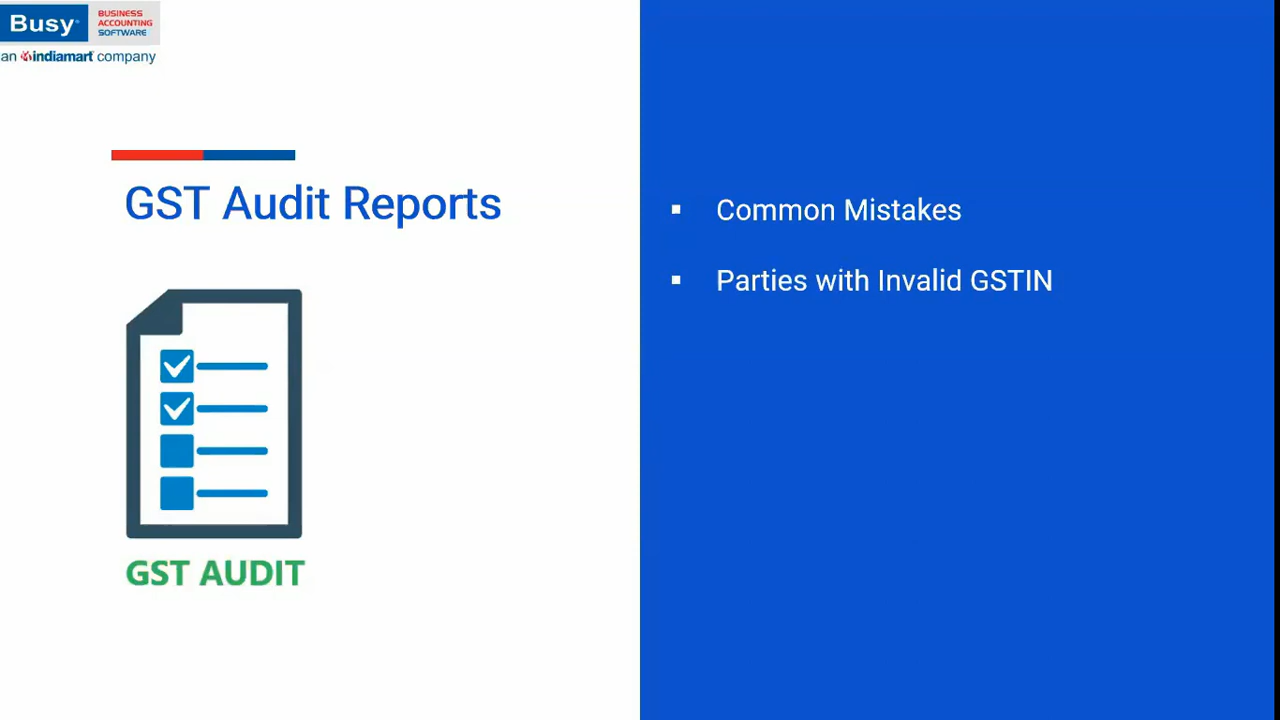 Busy
BUSINESS
ACCOUNTING
SOFTWARE
an indiamart company
GST Audit Reports
GST AUDIT
▪ Common Mistakes
▪ Parties with Invalid GSTIN